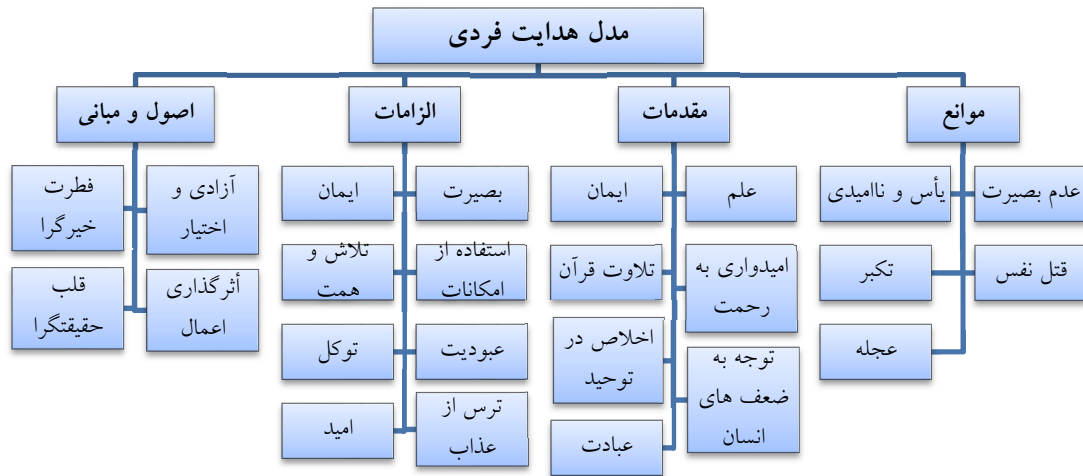 مدل هدایت فردی
موانع
مقدمات
الزامات
اصول و مبانی
عدم بصیرت
یأس و ناامیدی
قتل نفس
تکبر
عجله
علم
ایمان
امیدواری به
رحمت
تلاوت قرآن
توجه به
ضعف های
انسان
اخلاص در
توحید
عبادت
بصیرت
ایمان
استفاده از
امکانات
تلاش و
همت
عبودیت
توکل
ترس از
عذاب
امید
آزادی و
اختیار
فطرت
خیرگرا
أثرگذاری
اعمال
قلب
حقیقتگرا